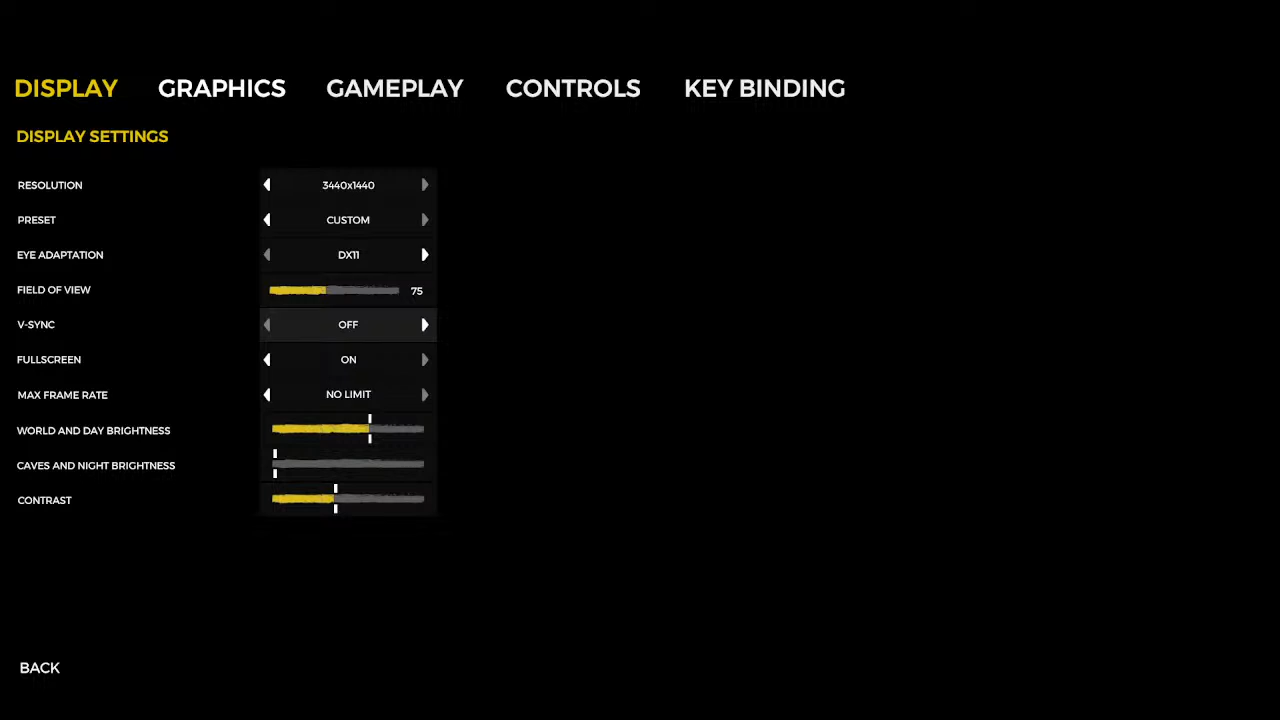 DISPLAY GRAPHICS GAMEPLAY CONTROLS KEY BINDING
DISPLAY SETTINGS
RESOLUTION 3440x1440
PRESET CUSTOM
EYE ADAPTATION DX11
FIELD OF VIEW 75
V-SYNC OFF
FULLSCREEN ON
MAX FRAME RATE NO LIMIT
WORLD AND DAY BRIGHTNESS
CAVES AND NIGHT BRIGHTNESS
CONTRAST
BACK